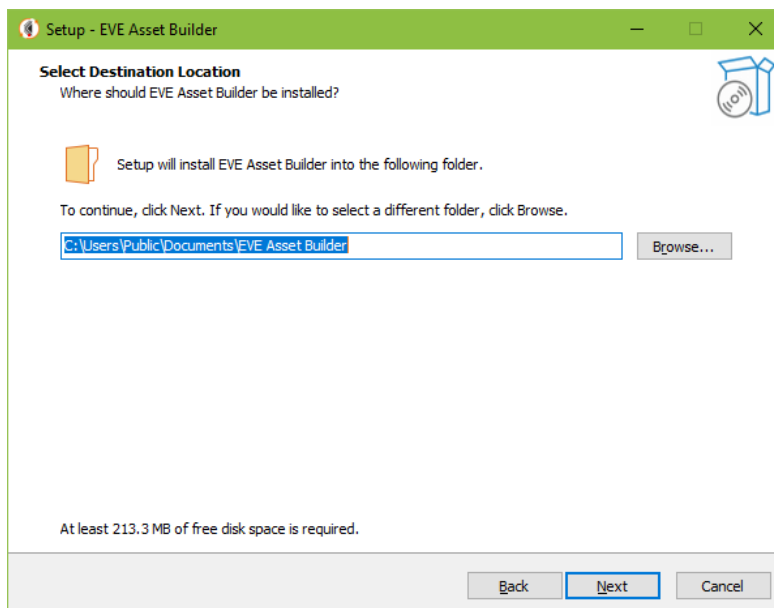 Setup - EVE Asset Builder
Select Destination Location
Where should EVE Asset Builder be installed?
Setup will install EVE Asset Builder into the following folder.
To continue, click Next. If you would like to select a different folder, click Browse.
C:\Users\Public\Documents\EVE Asset Builder
Browse...
At least 213.3 MB of free disk space is required.
Back Next Cancel